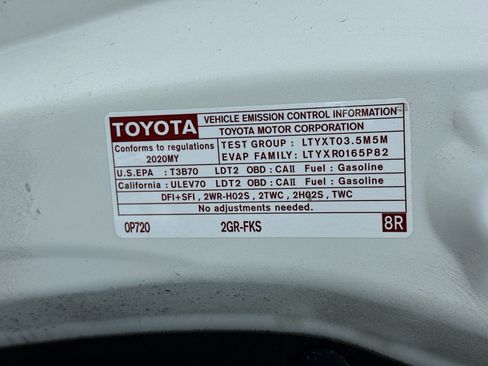 TOYOTA VEHICLE EMISSION CONTROL INFORMATION
TOYOTA MOTOR CORPORATION
Conforms to regulations TEST GROUP : LTYXT03.5M5M
2020MY EVAP FAMILY: LTYXR0165P82
U.S.EPA : T3B70 LDT2 OBD : CAII Fuel : Gasoline
California : ULEV70 LDT2 OBD : CAII Fuel : Gasoline
DFI+SFI , 2WR-HO2S , 2TWC , 2HO2S , TWC
No adjustments needed.
0P720 2GR-FKS 8R